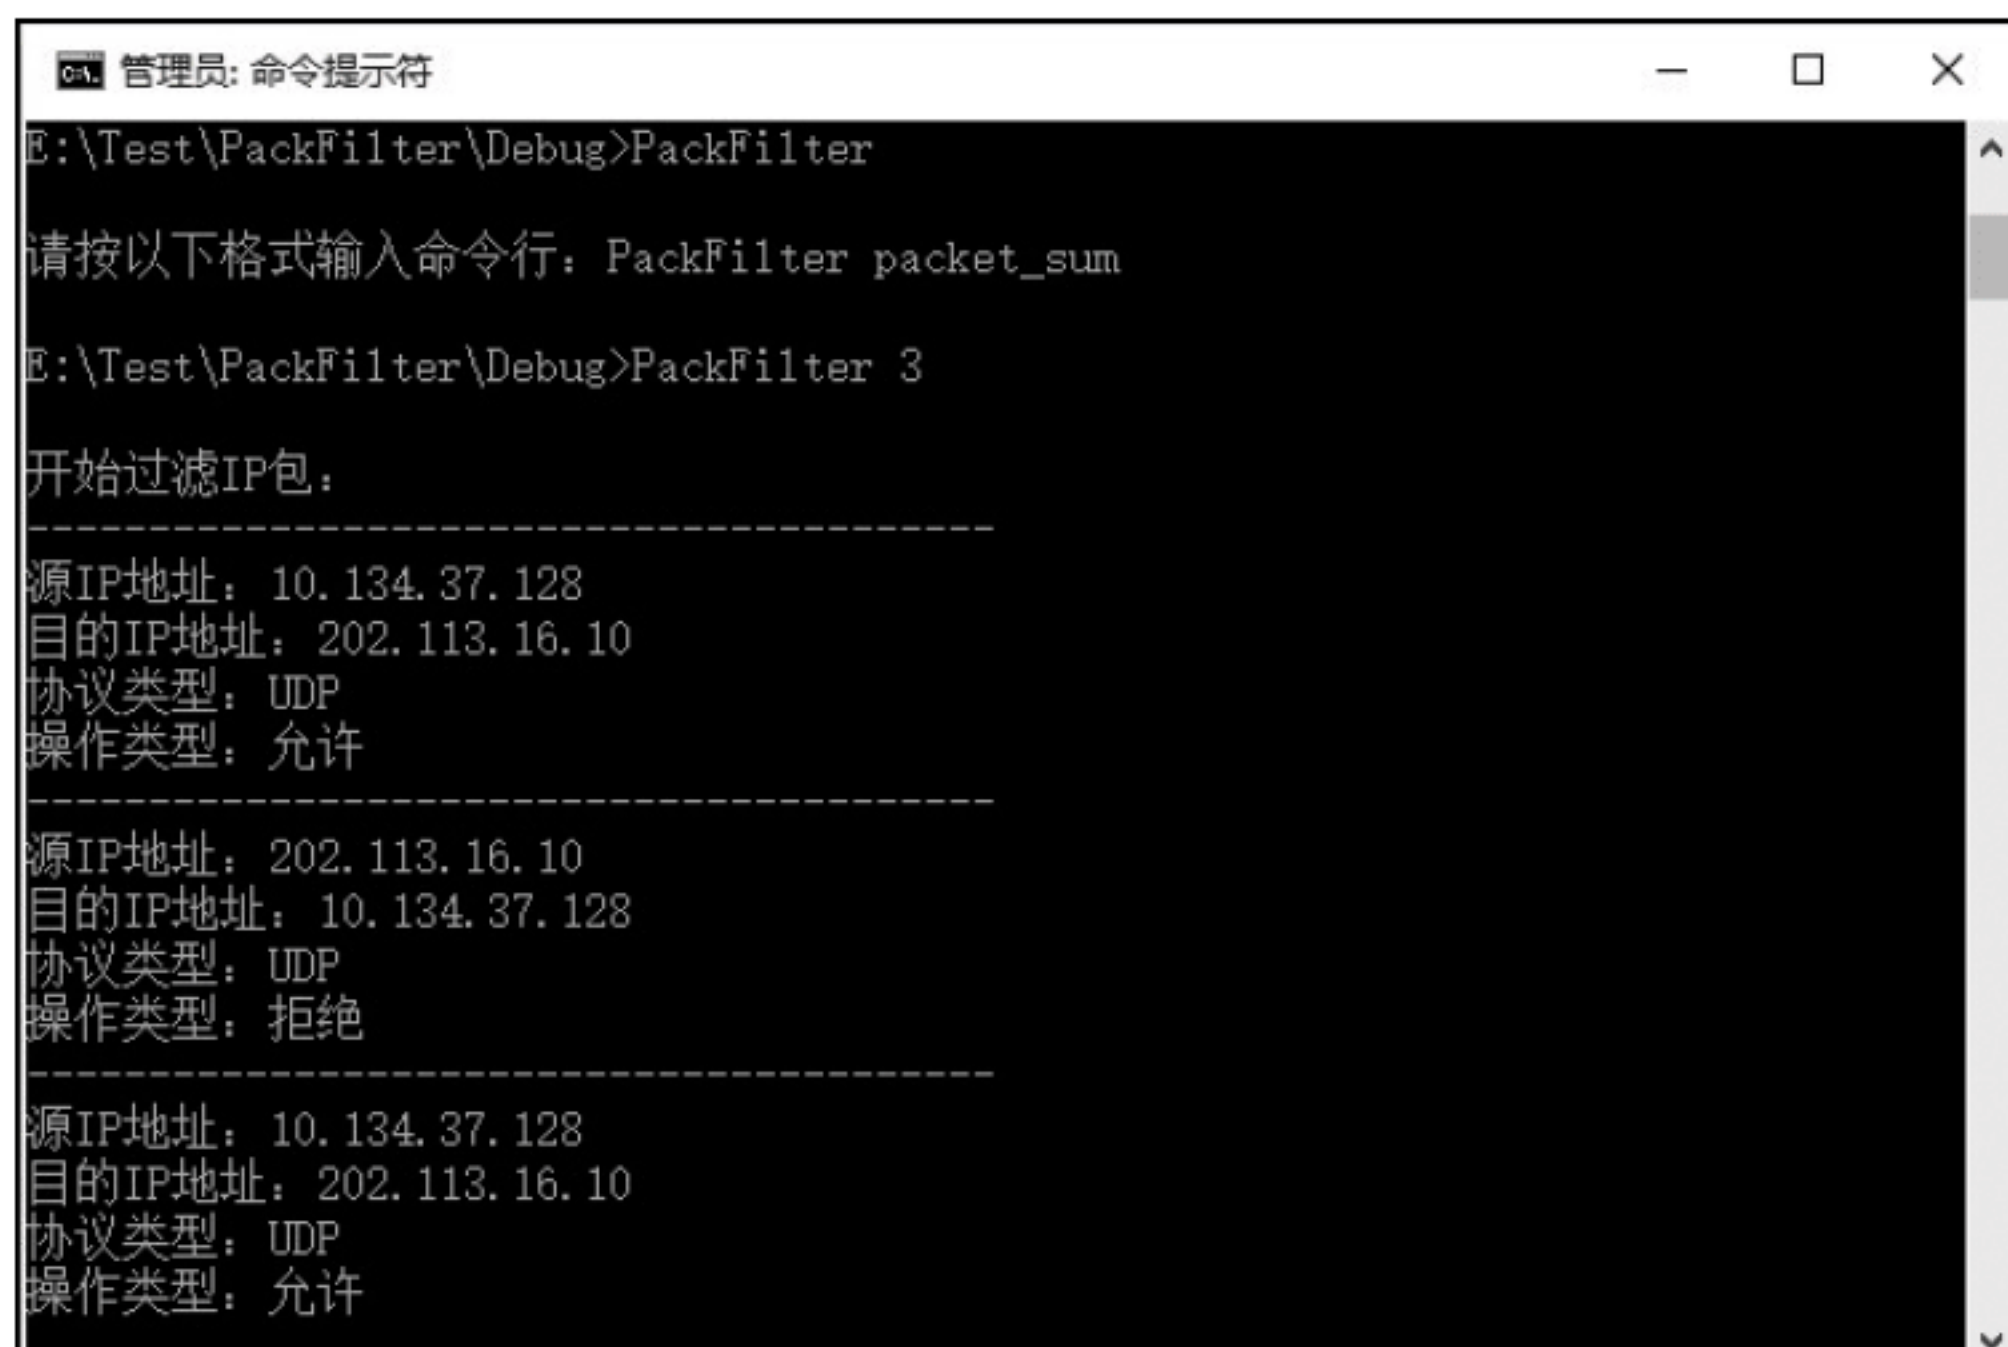 管理员: 命令提示符
E:\Test\PackFilter\Debug>PackFilter
请按以下格式输入命令行：PackFilter packet_sum
E:\Test\PackFilter\Debug>PackFilter 3
开始过滤IP包：
----------------------------------------
源IP地址：10.134.37.128
目的IP地址：202.113.16.10
协议类型：UDP
操作类型：允许
----------------------------------------
源IP地址：202.113.16.10
目的IP地址：10.134.37.128
协议类型：UDP
操作类型：拒绝
----------------------------------------
源IP地址：10.134.37.128
目的IP地址：202.113.16.10
协议类型：UDP
操作类型：允许